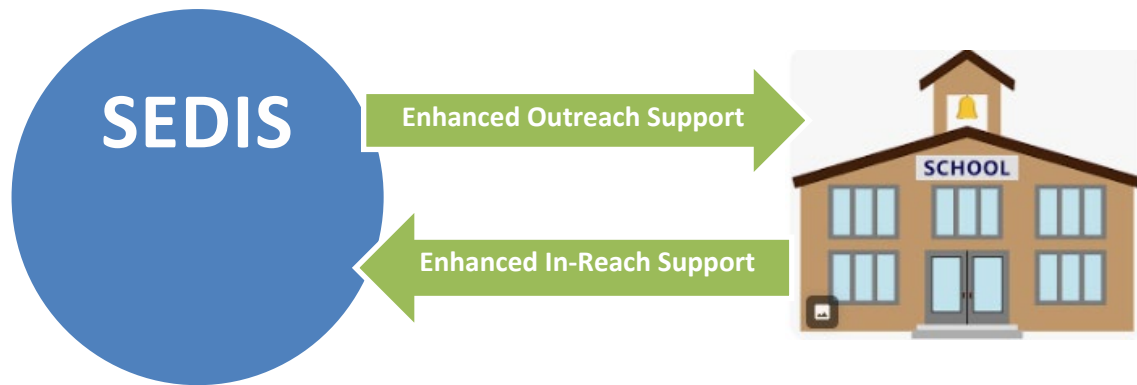 SEDIS
Enhanced Outreach Support
SCHOOL
Enhanced In-Reach Support